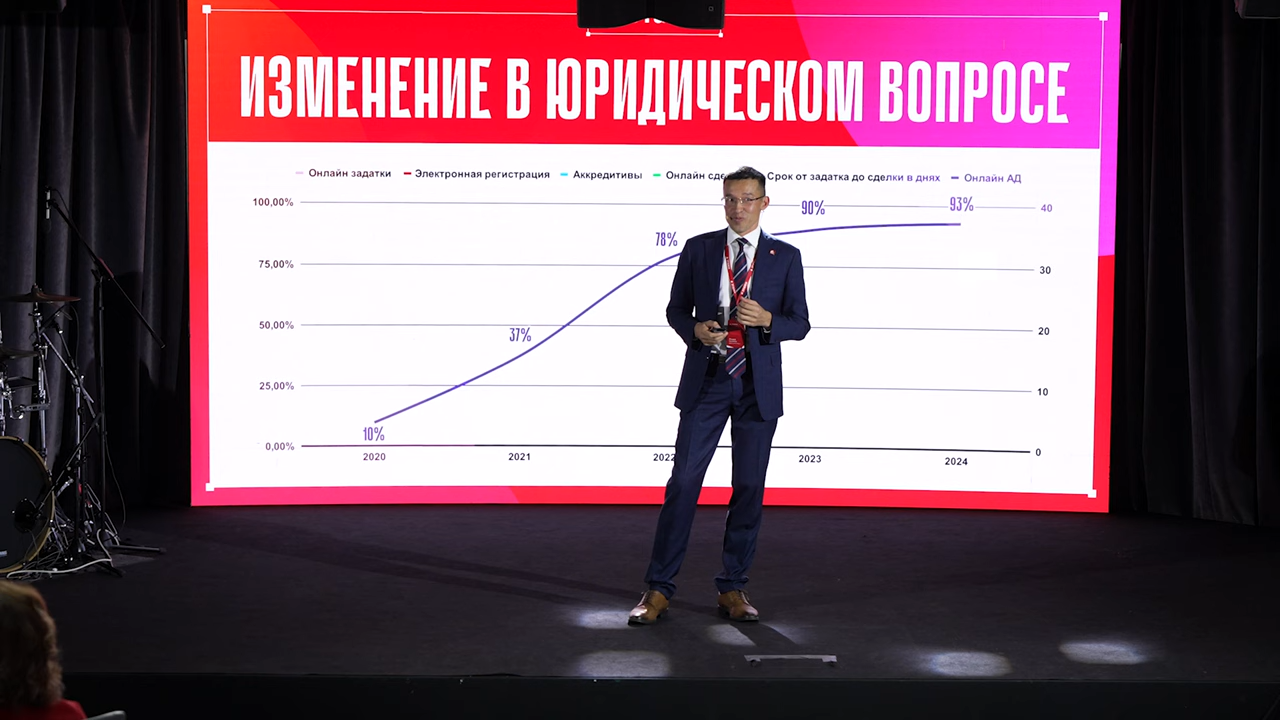 ИЗМЕНЕНИЕ В ЮРИДИЧЕСКОМ ВОПРОСЕ
Онлайн задатки Электронная регистрация Аккредитивы Онлайн Срок от задатка до сделки в днях Онлайн АД
100,00% 90% 93% 40
78%
75,00% 30
50,00% 20
37%
25,00% 10
10%
0,00% 0
2020 2021 2022 2023 2024